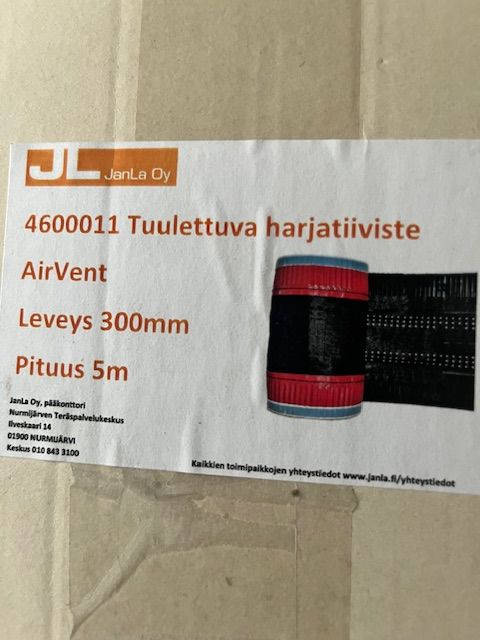 JL JanLa Oy
4600011 Tuulettuva harjatiiviste
AirVent
Leveys 300mm
Pituus 5m
JanLa Oy, pääkonttori
Nurmijärven Teräspalvelukeskus
Ilveskaari 14
01900 NURMIJÄRVI
Keskus 010 843 3100
Kaikkien toimipaikkojen yhteystiedot www.janla.fi/yhteystiedot